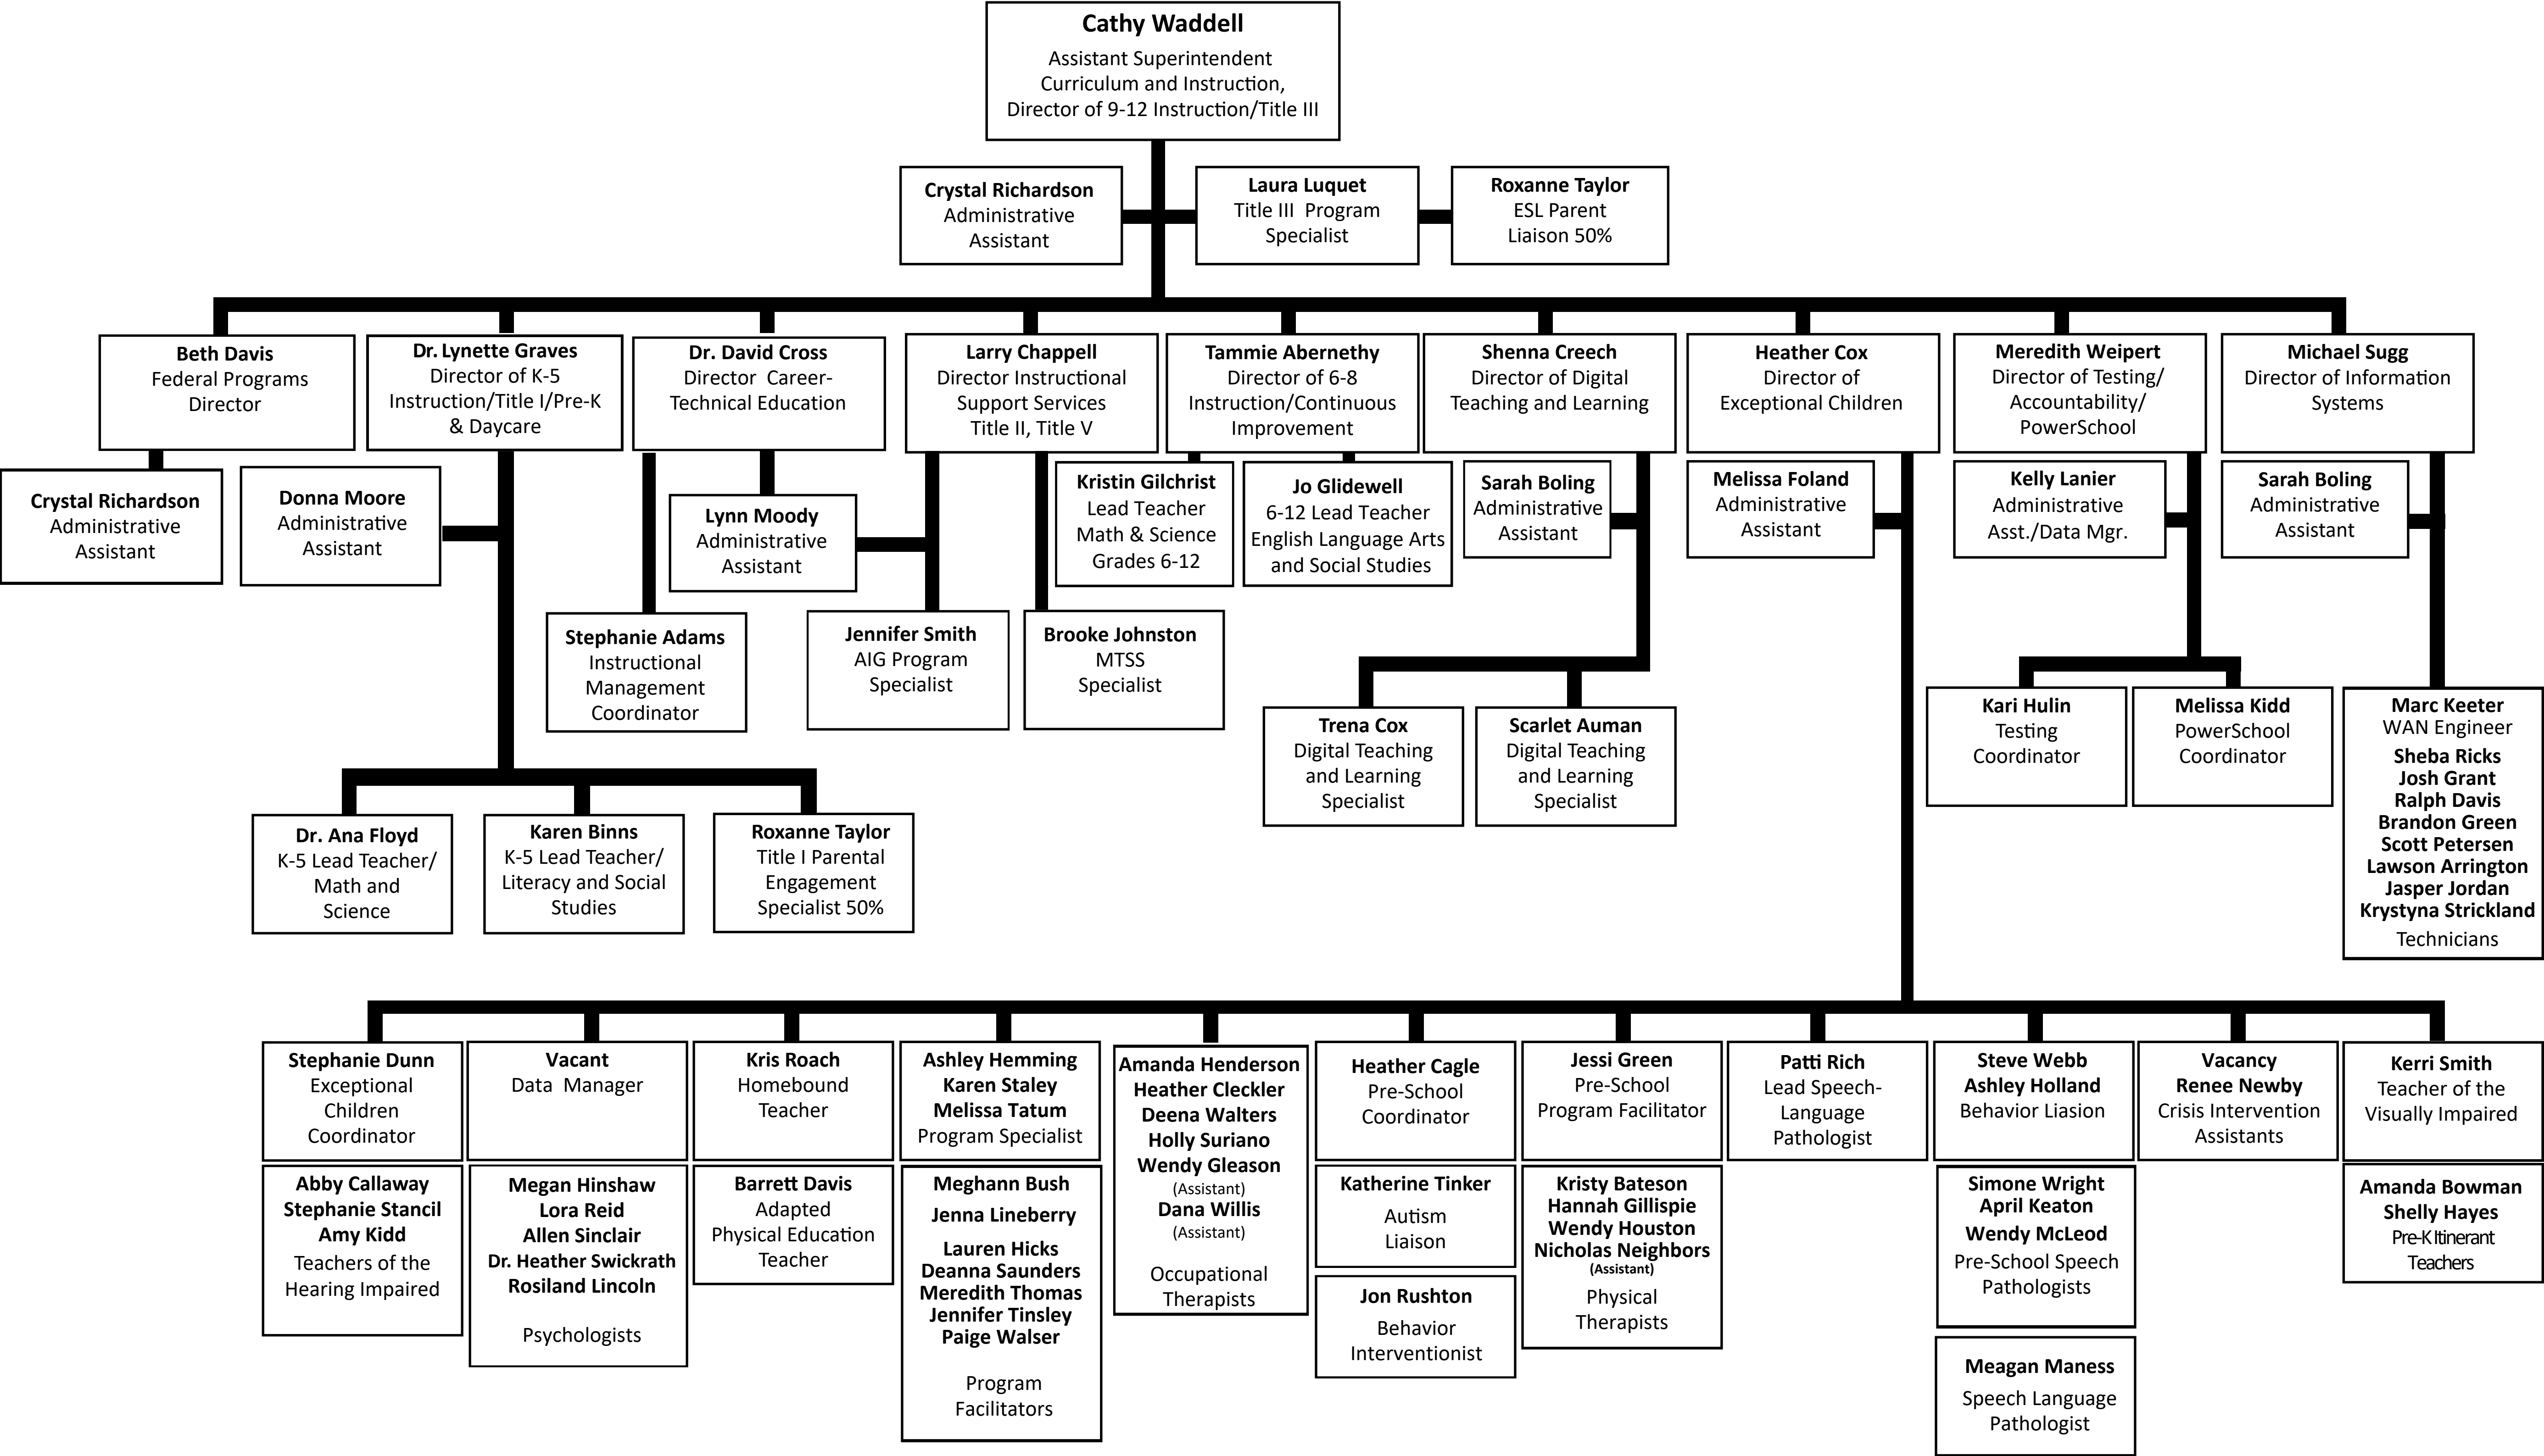 Cathy Waddell
Assistant Superintendent
Curriculum and Instruction,
Director of 9-12 Instruction/Title III
Crystal Richardson
Administrative
Assistant
Laura Luquet
Title III Program
Specialist
Roxanne Taylor
ESL Parent
Liaison 50%
Beth Davis
Federal Programs
Director
Dr. Lynette Graves
Director of K-5
Instruction/Title I/Pre-K
& Daycare
Dr. David Cross
Director Career-
Technical Education
Larry Chappell
Director Instructional
Support Services
Title II, Title V
Tammie Abernethy
Director of 6-8
Instruction/Continuous
Improvement
Shenna Creech
Director of Digital
Teaching and Learning
Heather Cox
Director of
Exceptional Children
Meredith Weipert
Director of Testing/
Accountability/
PowerSchool
Michael Sugg
Director of Information
Systems
Crystal Richardson
Administrative
Assistant
Donna Moore
Administrative
Assistant
Lynn Moody
Administrative
Assistant
Kristin Gilchrist
Lead Teacher
Math & Science
Grades 6-12
Jo Glidewell
6-12 Lead Teacher
English Language Arts
and Social Studies
Sarah Boling
Administrative
Assistant
Melissa Foland
Administrative
Assistant
Kelly Lanier
Administrative
Asst./Data Mgr.
Sarah Boling
Administrative
Assistant
Stephanie Adams
Instructional
Management
Coordinator
Jennifer Smith
AIG Program
Specialist
Brooke Johnston
MTSS
Specialist
Trena Cox
Digital Teaching
and Learning
Specialist
Scarlet Auman
Digital Teaching
and Learning
Specialist
Kari Hulin
Testing
Coordinator
Melissa Kidd
PowerSchool
Coordinator
Marc Keeter
WAN Engineer
Sheba Ricks
Josh Grant
Ralph Davis
Brandon Green
Scott Petersen
Lawson Arrington
Jasper Jordan
Krystyna Strickland
Technicians
Dr. Ana Floyd
K-5 Lead Teacher/
Math and
Science
Karen Binns
K-5 Lead Teacher/
Literacy and Social
Studies
Roxanne Taylor
Title I Parental
Engagement
Specialist 50%
Stephanie Dunn
Exceptional
Children
Coordinator
Vacant
Data Manager
Kris Roach
Homebound
Teacher
Ashley Hemming
Karen Staley
Melissa Tatum
Program Specialist
Amanda Henderson
Heather Cleckler
Deena Walters
Holly Suriano
Wendy Gleason
(Assistant)
Dana Willis
(Assistant)
Occupational
Therapists
Heather Cagle
Pre-School
Coordinator
Jessi Green
Pre-School
Program Facilitator
Patti Rich
Lead Speech-
Language
Pathologist
Steve Webb
Ashley Holland
Behavior Liasion
Vacancy
Renee Newby
Crisis Intervention
Assistants
Kerri Smith
Teacher of the
Visually Impaired
Abby Callaway
Stephanie Stancil
Amy Kidd
Teachers of the
Hearing Impaired
Megan Hinshaw
Lora Reid
Allen Sinclair
Dr. Heather Swickrath
Rosiland Lincoln
Psychologists
Barrett Davis
Adapted
Physical Education
Teacher
Meghann Bush
Jenna Lineberry
Lauren Hicks
Deanna Saunders
Meredith Thomas
Jennifer Tinsley
Paige Walser
Program
Facilitators
Katherine Tinker
Autism
Liaison
Jon Rushton
Behavior
Interventionist
Kristy Bateson
Hannah Gillispie
Wendy Houston
Nicholas Neighbors
(Assistant)
Physical
Therapists
Simone Wright
April Keaton
Wendy McLeod
Pre-School Speech
Pathologists
Meagan Maness
Speech Language
Pathologist
Amanda Bowman
Shelly Hayes
Pre-K Itinerant
Teachers